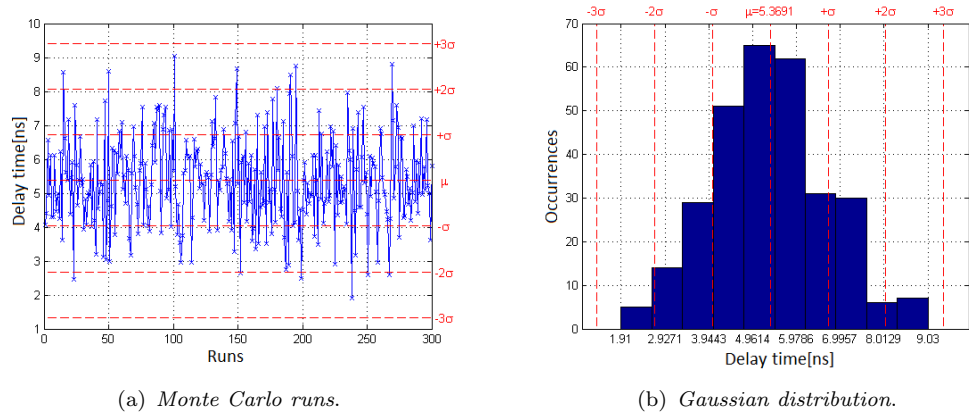 10
9
8
7
6
5
4
3
2
1
Delay time[ns]
+3σ
+2σ
+σ
μ
-σ
-2σ
-3σ
0 50 100 150 200 250 300
Runs
(a) Monte Carlo runs.
-3σ -2σ -σ μ=5.3691 +σ +2σ +3σ
70
60
50
40
30
20
10
0
Occurrences
1.91 2.9271 3.9443 4.9614 5.9786 6.9957 8.0129 9.03
Delay time[ns]
(b) Gaussian distribution.